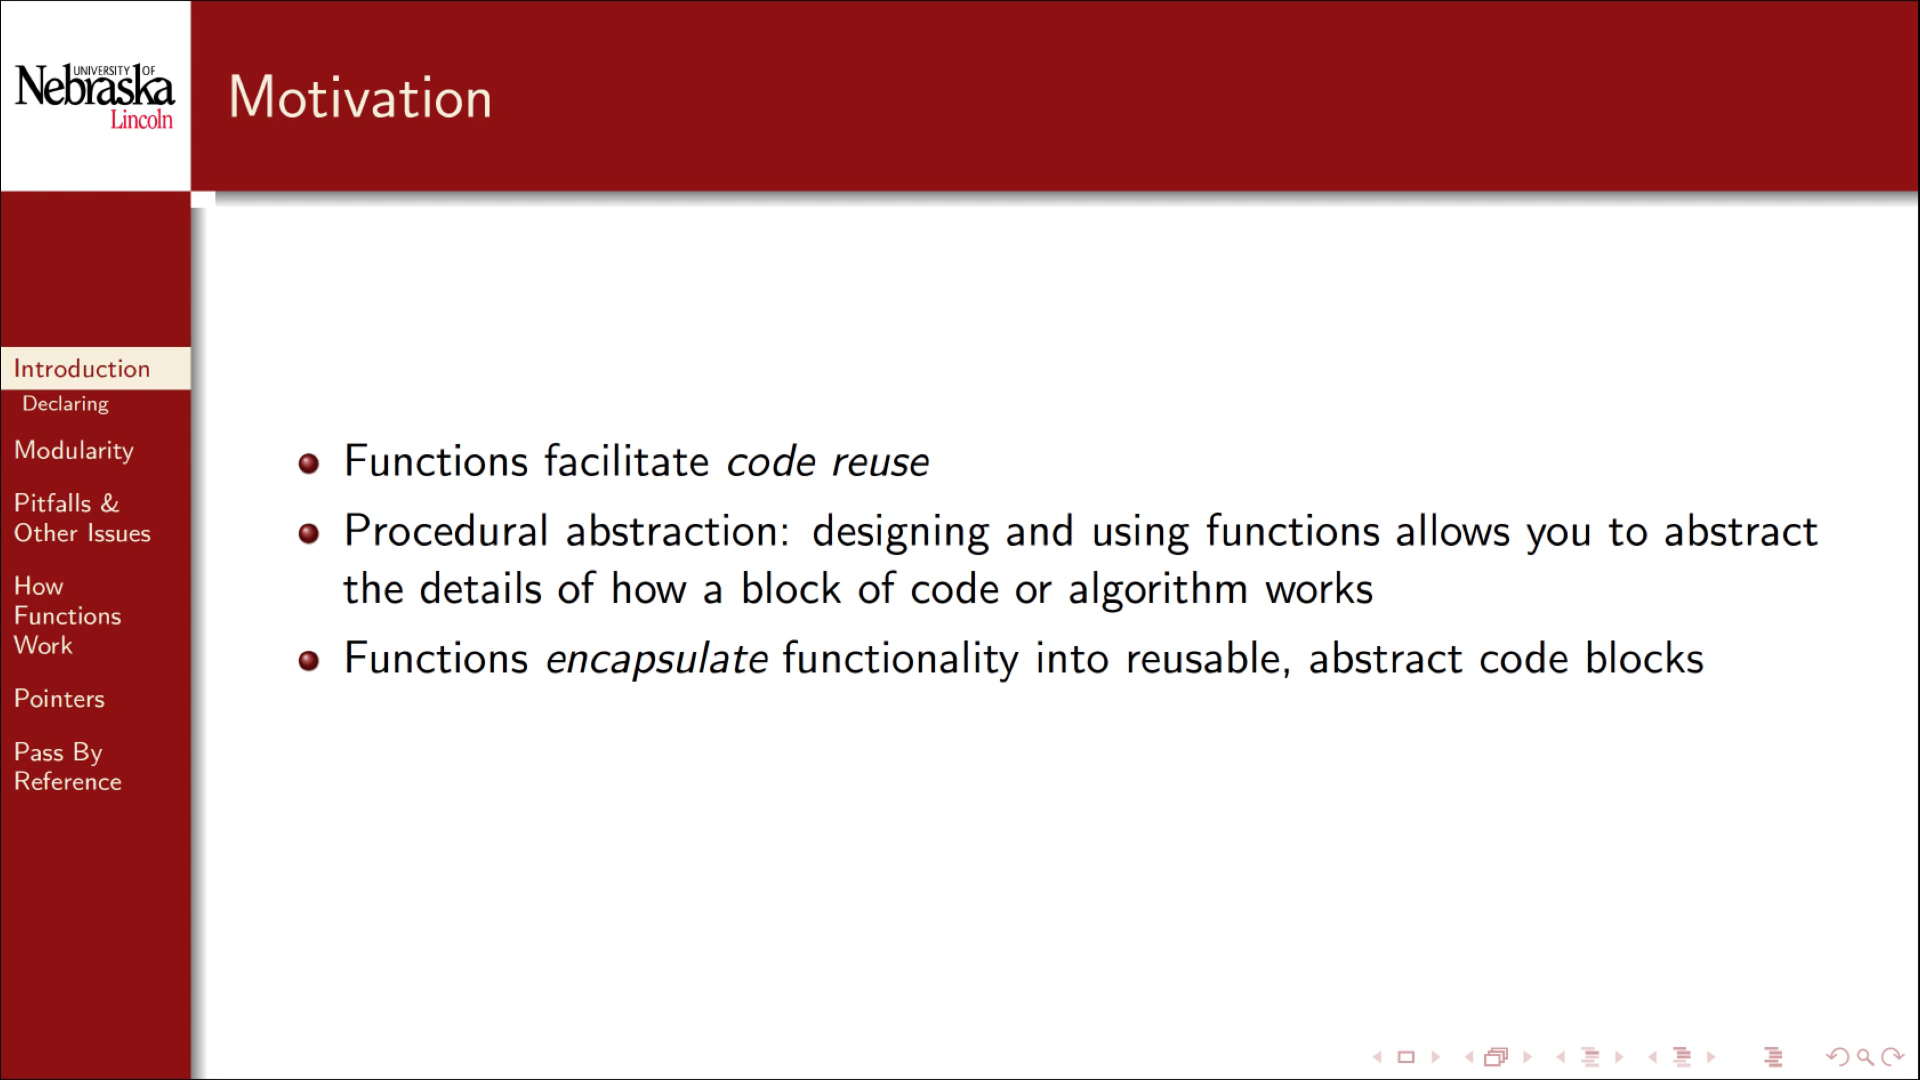 UNIVERSITY OF
Nebraska
Lincoln
Motivation
Introduction
Declaring
Modularity
Pitfalls &
Other Issues
How
Functions
Work
Pointers
Pass By
Reference
Functions facilitate code reuse
Procedural abstraction: designing and using functions allows you to abstract
the details of how a block of code or algorithm works
Functions encapsulate functionality into reusable, abstract code blocks